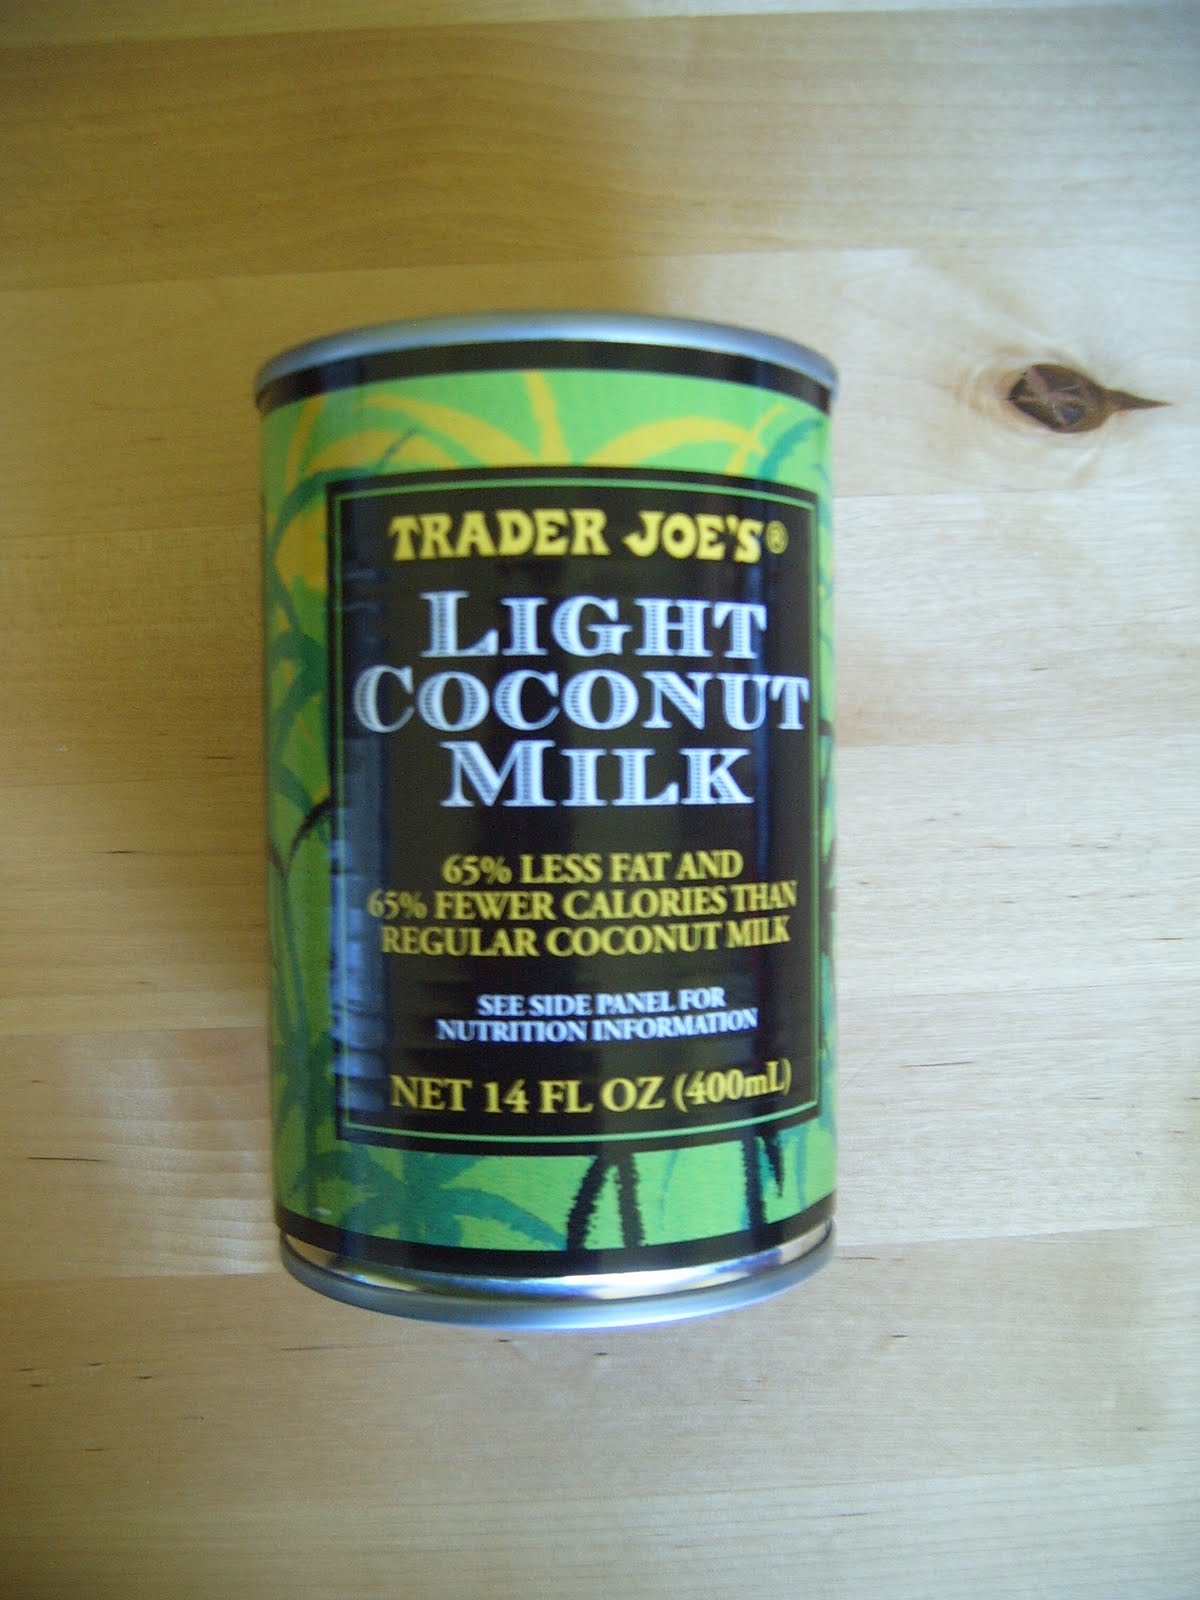 TRADER JOE'S®
LIGHT
COCONUT
MILK
65% LESS FAT AND
65% FEWER CALORIES THAN
REGULAR COCONUT MILK
SEE SIDE PANEL FOR
NUTRITION INFORMATION
NET 14 FL OZ (400mL)